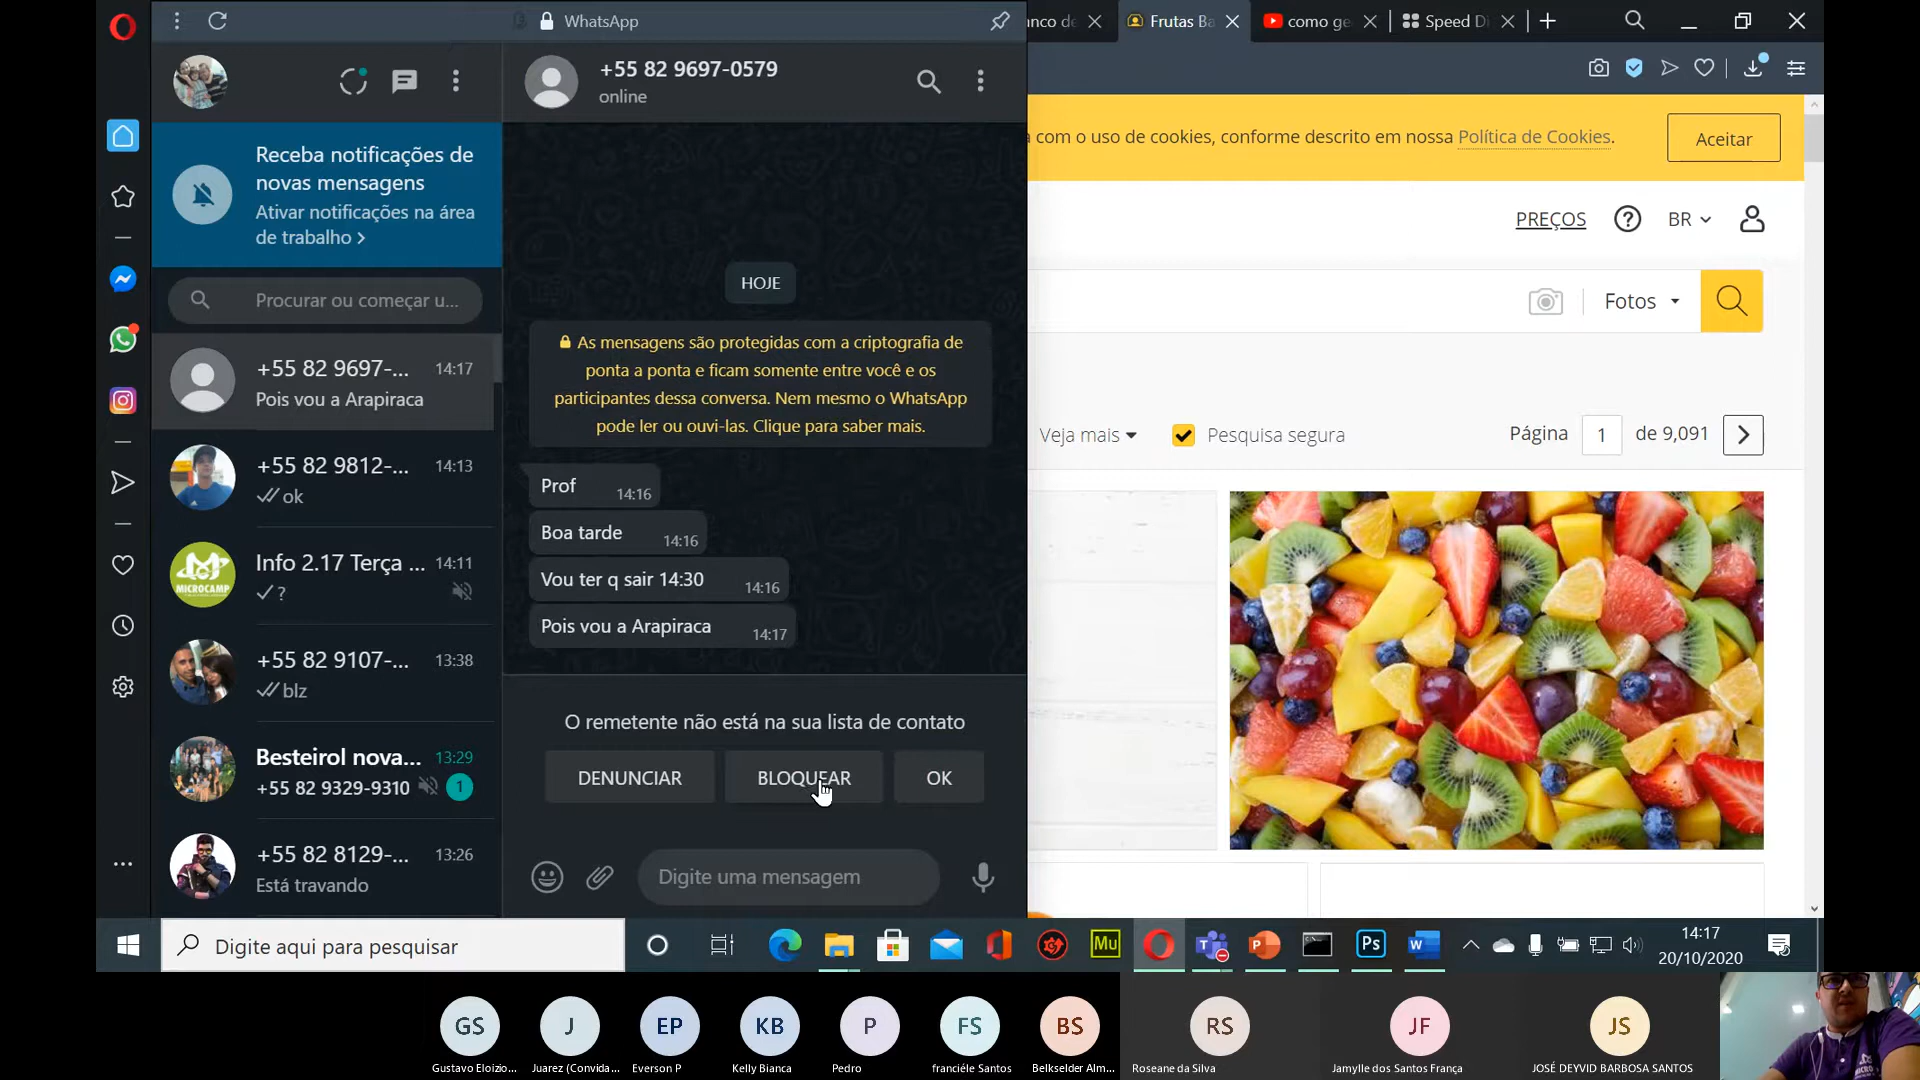 WhatsApp
nco de
Frutas Ba
como ge
Speed Di
+55 82 9697-0579
online
Receba notificações de
novas mensagens
Ativar notificações na área
de trabalho >
Procurar ou começar u...
+55 82 9697-... 14:17
Pois vou a Arapiraca
+55 82 9812-... 14:13
ok
MICROCAMP
Info 2.17 Terça ... 14:11
?
+55 82 9107-... 13:38
blz
Besteirol nova... 13:29
+55 82 9329-9310 1
+55 82 8129-... 13:26
Está travando
HOJE
As mensagens são protegidas com a criptografia de
ponta a ponta e ficam somente entre você e os
participantes dessa conversa. Nem mesmo o WhatsApp
pode ler ou ouvi-las. Clique para saber mais.
Prof 14:16
Boa tarde 14:16
Vou ter q sair 14:30 14:16
Pois vou a Arapiraca 14:17
O remetente não está na sua lista de contato
DENUNCIAR BLOQUEAR OK
Digite uma mensagem
com o uso de cookies, conforme descrito em nossa Política de Cookies.
Aceitar
PREÇOS BR
Fotos
Veja mais Pesquisa segura Página 1 de 9,091
Digite aqui para pesquisar
Mu
Ps
14:17
20/10/2020
GS J EP KB P FS BS RS JF JS
Gustavo Eloizio... Juarez (Convida... Everson P Kelly Bianca Pedro franciéle Santos Belkselder Alm... Roseane da Silva Jamylle dos Santos França JOSÉ DEYVID BARBOSA SANTOS